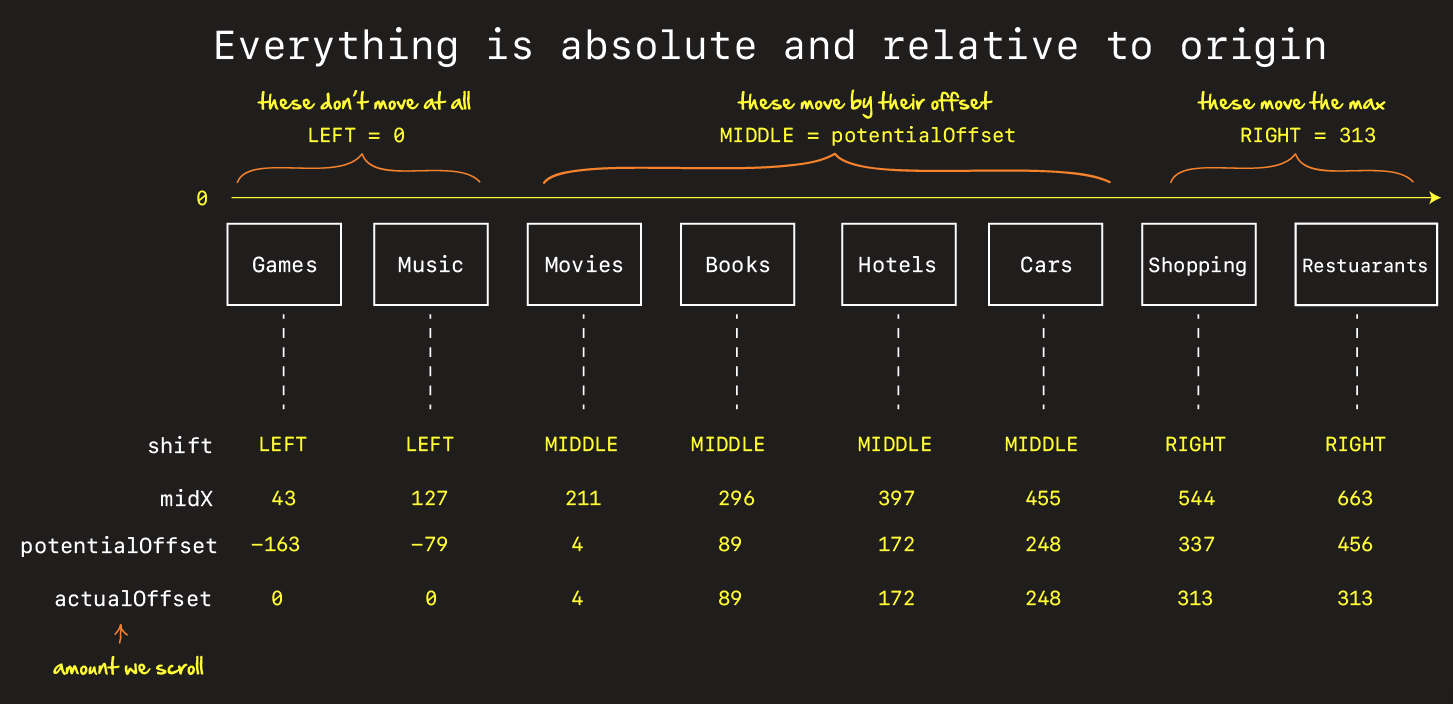 Everything is absolute and relative to origin
these don't move at all these move by their offset these move the max
LEFT = 0 MIDDLE = potentialOffset RIGHT = 313
0
Games Music Movies Books Hotels Cars Shopping Restuarants
shift LEFT LEFT MIDDLE MIDDLE MIDDLE MIDDLE RIGHT RIGHT
midX 43 127 211 296 397 455 544 663
potentialOffset -163 -79 4 89 172 248 337 456
actualOffset 0 0 4 89 172 248 313 313
amount we scroll